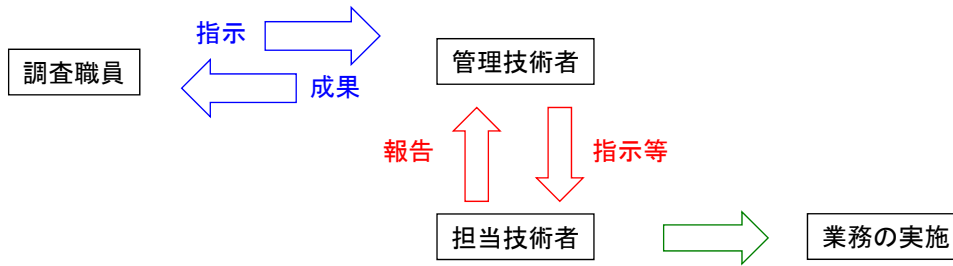 指示
調査職員
管理技術者
成果
報告
指示等
担当技術者
業務の実施